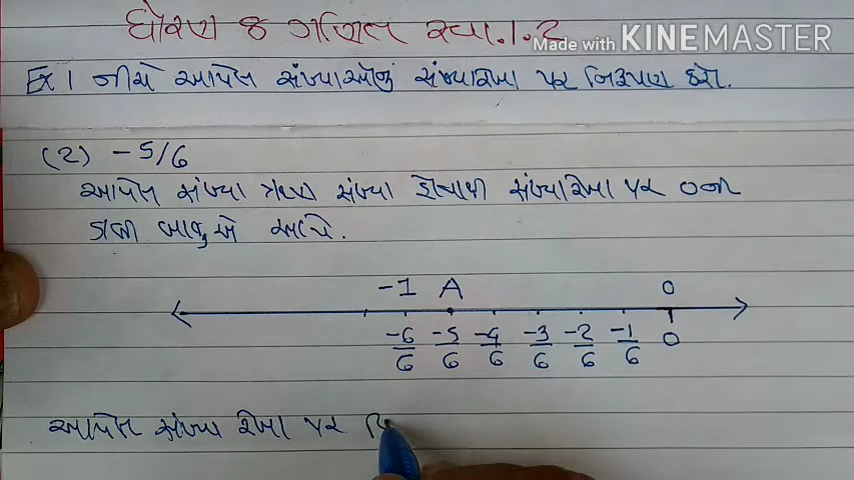 ધોરણ 8 ગણિત સ્વા.1.2
Made with KINEMASTER
Ex 1 નીચે આપેલ સંખ્યાઓનું સંખ્યારેખા પર નિરૂપણ કરો.
(2) -5/6
આપેલ સંખ્યા ઋણ સંખ્યા હોવાથી સંખ્યારેખા પર 0ની
ડાબી બાજુએ આવે.
-1 A 0
-6/6 -5/6 -4/6 -3/6 -2/6 -1/6 0
આપેલ સંખ્યા રેખા પર